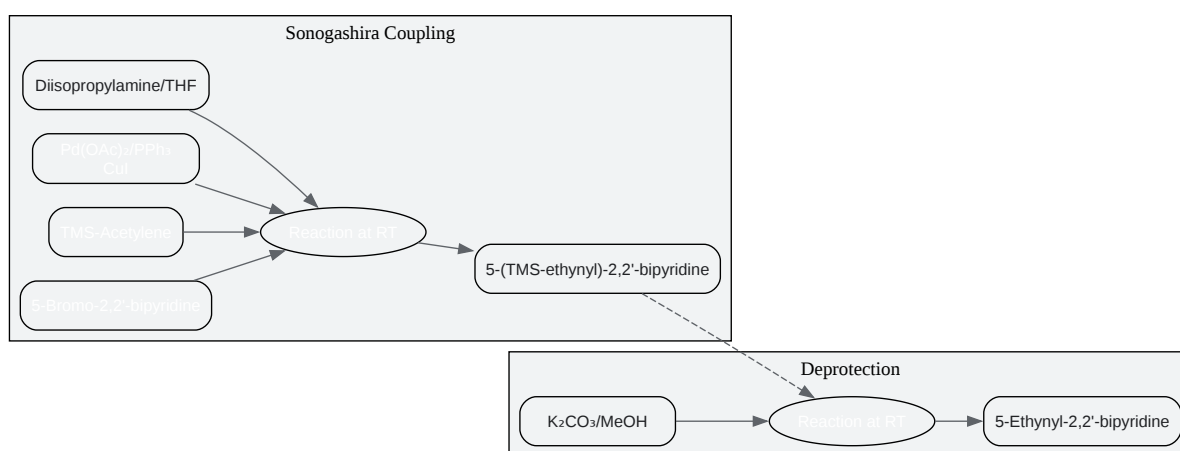 Sonogashira Coupling
Diisopropylamine/THF
Pd(OAc)₂/PPh₃
CuI
TMS-Acetylene
Reaction at RT
5-(TMS-ethynyl)-2,2'-bipyridine
5-Bromo-2,2'-bipyridine
Deprotection
K₂CO₃/MeOH
Reaction at RT
5-Ethynyl-2,2'-bipyridine